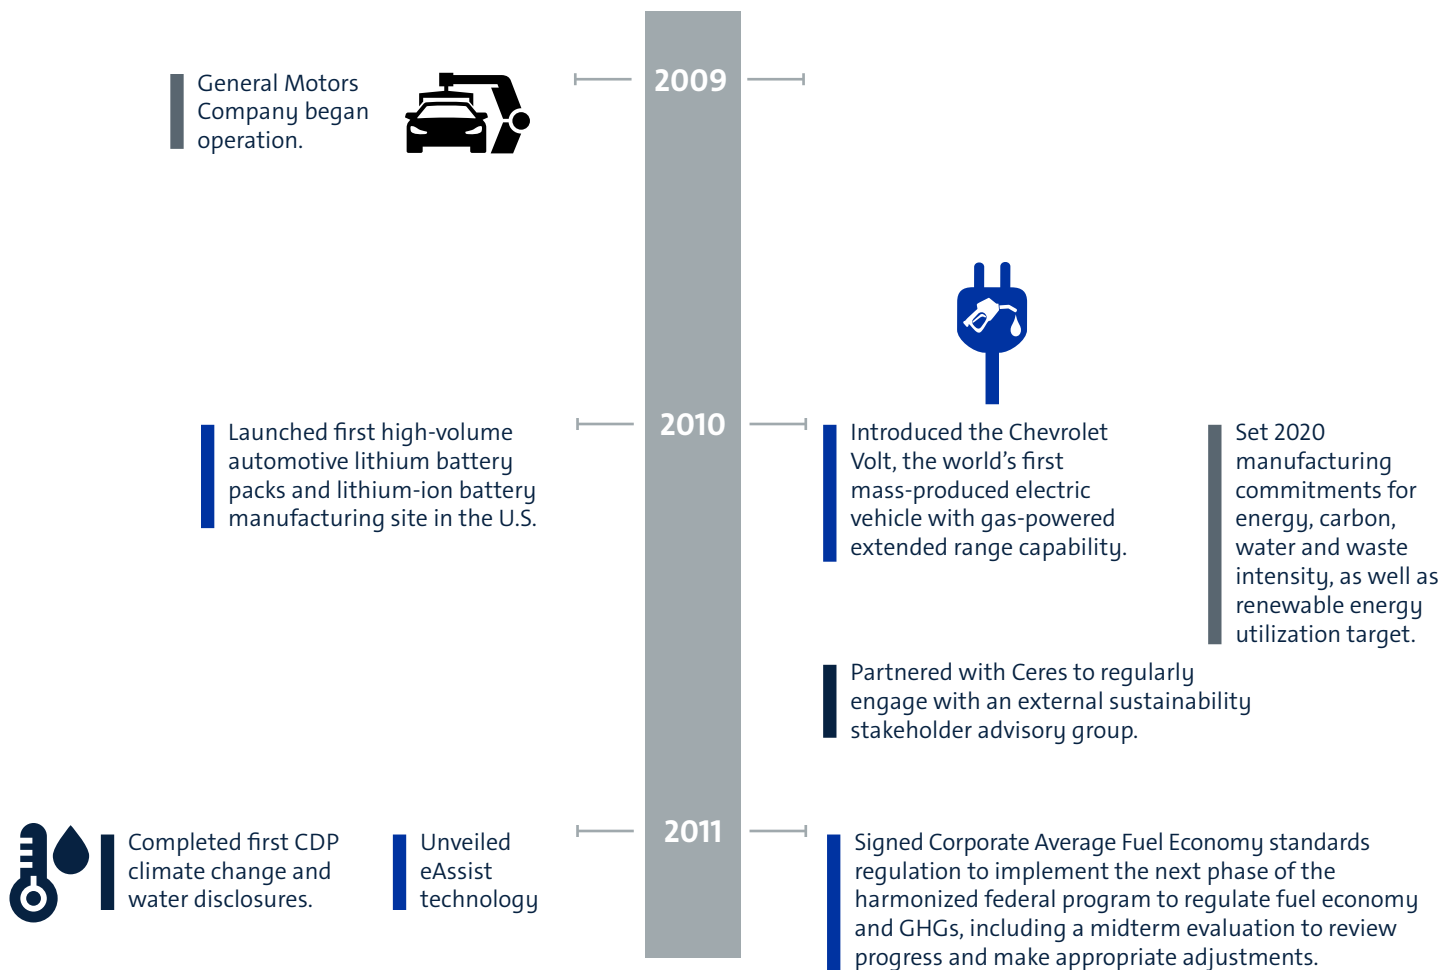 2009
General Motors
Company began
operation.
2010
Launched first high-volume
automotive lithium battery
packs and lithium-ion battery
manufacturing site in the U.S.
Introduced the Chevrolet
Volt, the world’s first
mass-produced electric
vehicle with gas-powered
extended range capability.
Set 2020
manufacturing
commitments for
energy, carbon,
water and waste
intensity, as well as
renewable energy
utilization target.
Partnered with Ceres to regularly
engage with an external sustainability
stakeholder advisory group.
2011
Completed first CDP
climate change and
water disclosures.
Unveiled
eAssist
technology
Signed Corporate Average Fuel Economy standards
regulation to implement the next phase of the
harmonized federal program to regulate fuel economy
and GHGs, including a midterm evaluation to review
progress and make appropriate adjustments.